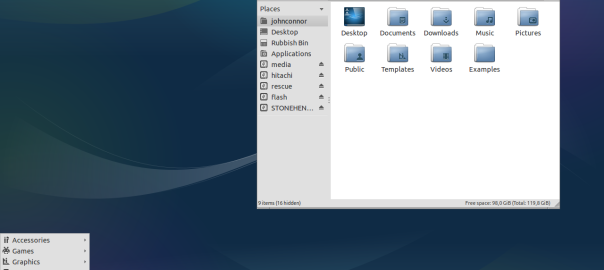 Places
johnconnor
Desktop
Rubbish Bin
Applications
media
hitachi
rescue
flash
STONEHEN...
Desktop Documents Downloads Music Pictures
Public Templates Videos Examples
9 items (16 hidden) Free space: 98,0 GiB (Total: 119,8 GiB)
Accessories
Games
Graphics